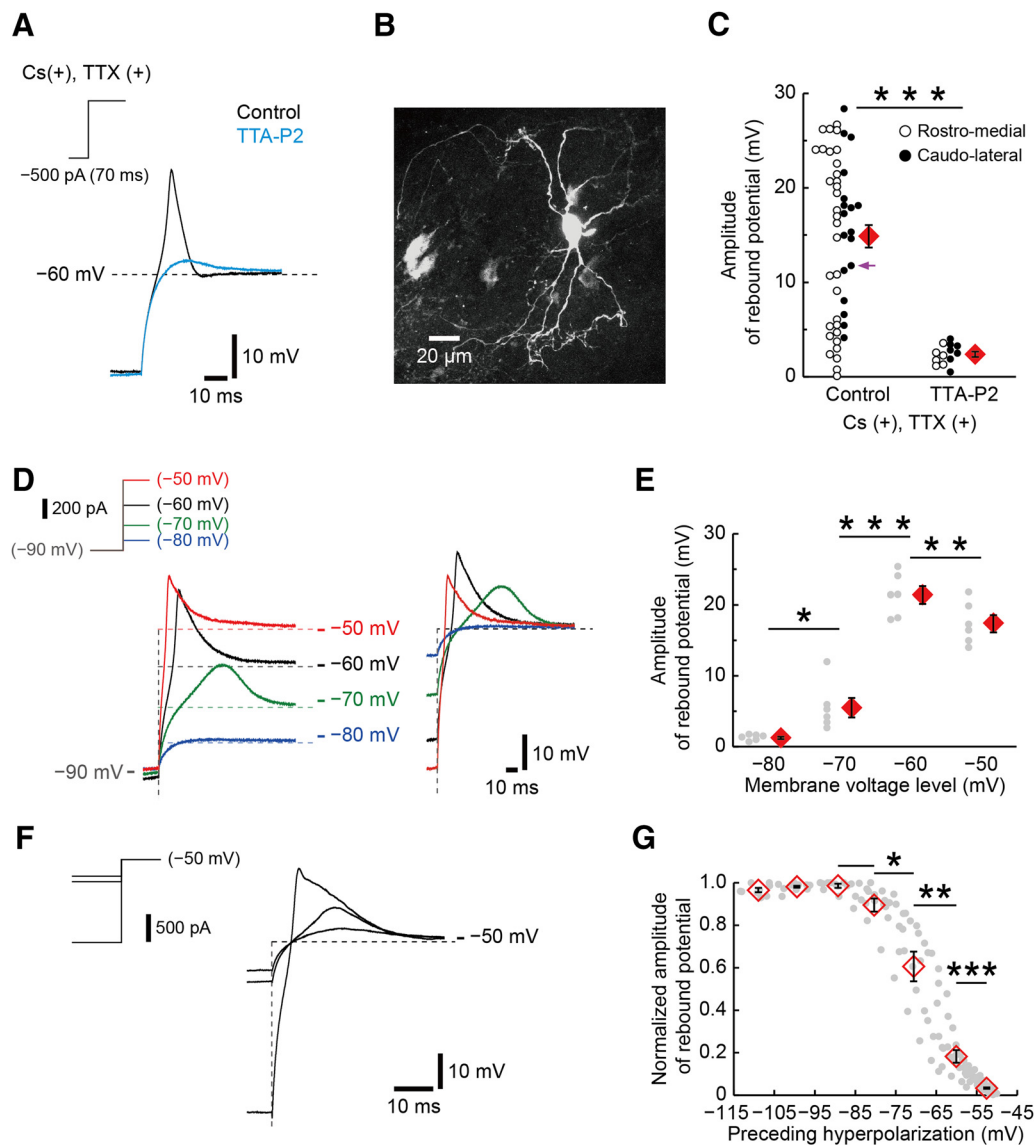 A
Cs(+), TTX (+)
Control
TTA-P2
−500 pA (70 ms)
−60 mV
10 mV
10 ms
B
20 μm
C
Amplitude
of rebound potential (mV)
30
20
10
0
* * *
Rostro-medial
Caudo-lateral
Control
TTA-P2
Cs (+), TTX (+)
D
200 pA
(−50 mV)
(−60 mV)
(−70 mV)
(−80 mV)
(−90 mV)
−50 mV
−60 mV
−70 mV
−80 mV
−90 mV
10 mV
10 ms
E
Amplitude
of rebound potential (mV)
30
20
10
0
*
* * *
* *
−80
−70
−60
−50
Membrane voltage level (mV)
F
(−50 mV)
500 pA
−50 mV
10 mV
10 ms
G
Normalized amplitude
of rebound potential
1.0
0.8
0.6
0.4
0.2
0
*
**
***
−115 −105 −95 −85 −75 −65 −55 −45
Preceding hyperpolarization (mV)